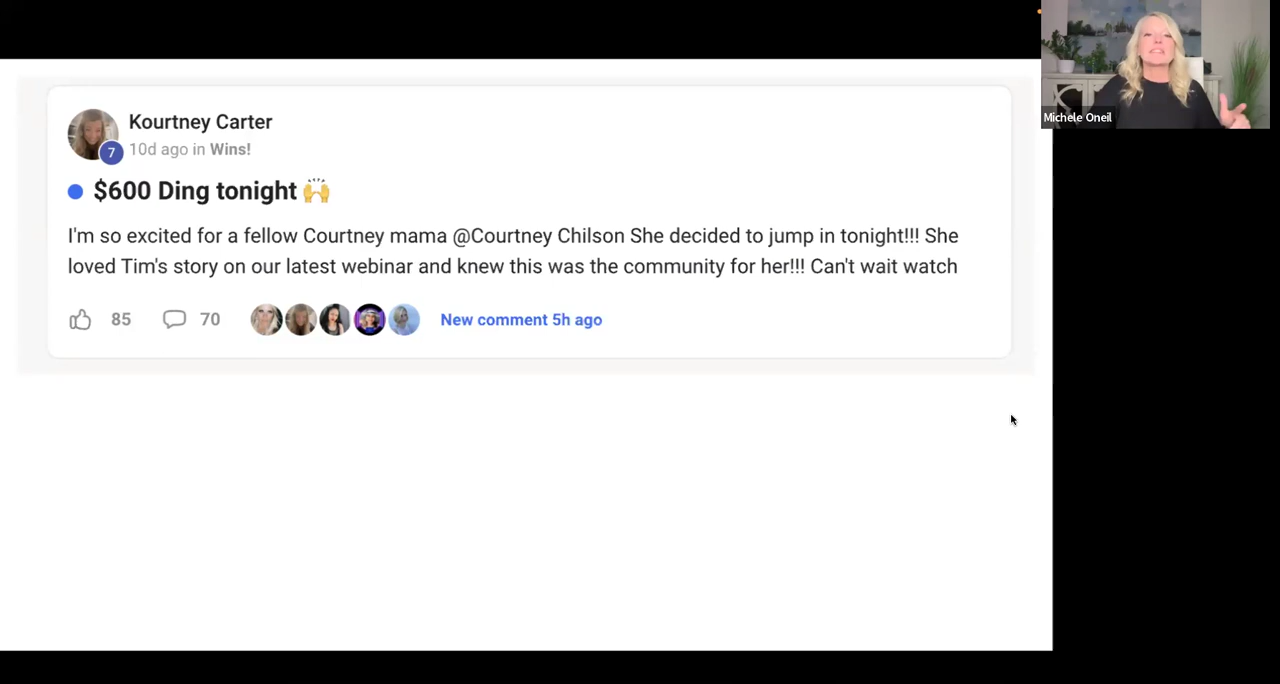 Kourtney Carter
7
10d ago in Wins!
$600 Ding tonight 🙌
I'm so excited for a fellow Courtney mama @Courtney Chilson She decided to jump in tonight!!! She
loved Tim's story on our latest webinar and knew this was the community for her!!! Can't wait watch
85 70 New comment 5h ago
Michele Oneil